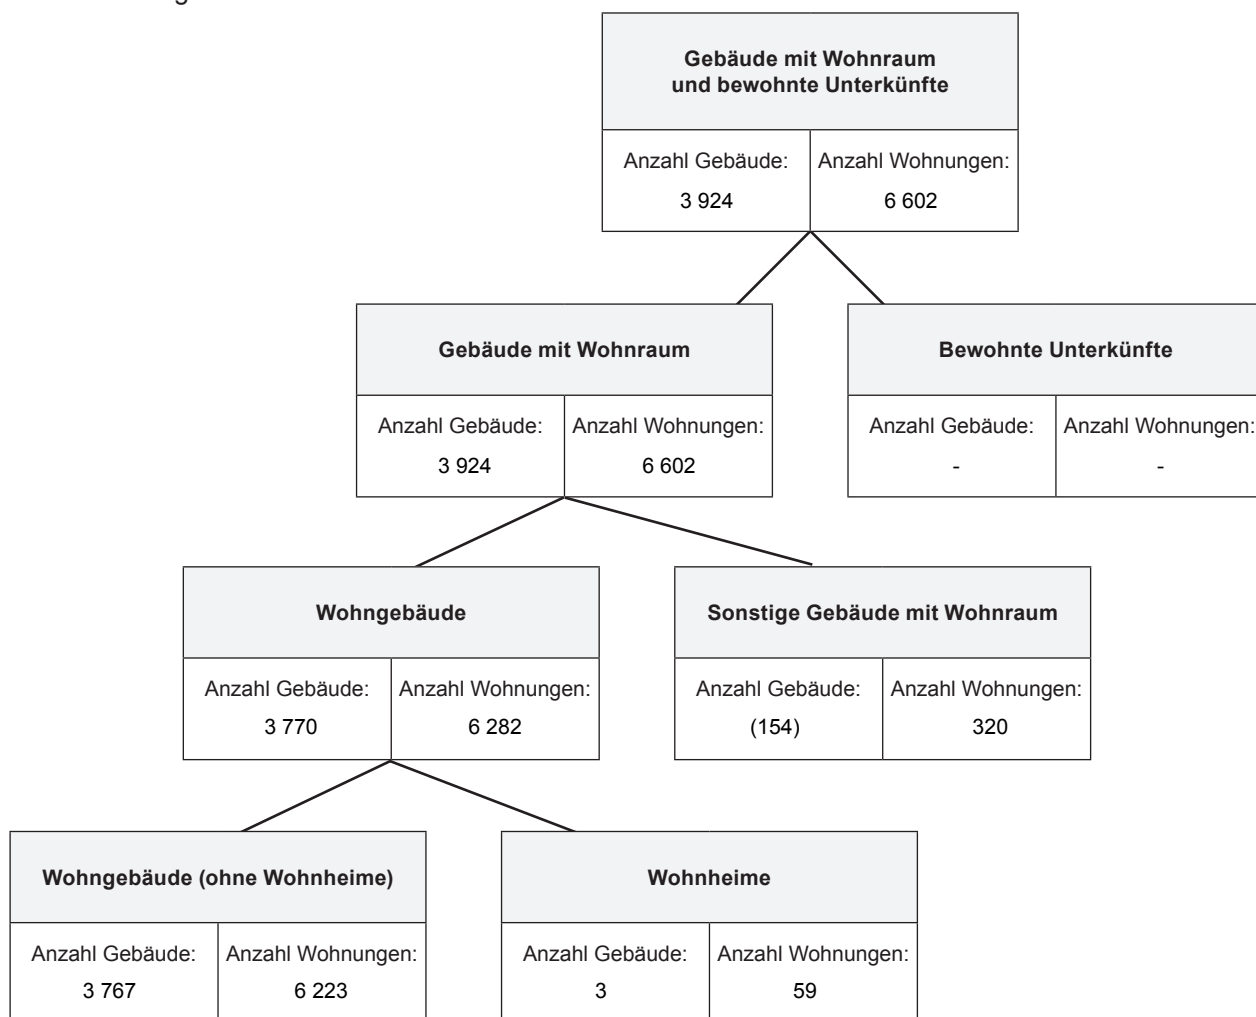 Gebäude mit Wohnraum
und bewohnte Unterkünfte
Anzahl Gebäude: Anzahl Wohnungen:
3 924 6 602
Gebäude mit Wohnraum
Anzahl Gebäude: Anzahl Wohnungen:
3 924 6 602
Bewohnte Unterkünfte
Anzahl Gebäude: Anzahl Wohnungen:
- -
Wohngebäude
Anzahl Gebäude: Anzahl Wohnungen:
3 770 6 282
Sonstige Gebäude mit Wohnraum
Anzahl Gebäude: Anzahl Wohnungen:
(154) 320
Wohngebäude (ohne Wohnheime)
Anzahl Gebäude: Anzahl Wohnungen:
3 767 6 223
Wohnheime
Anzahl Gebäude: Anzahl Wohnungen:
3 59